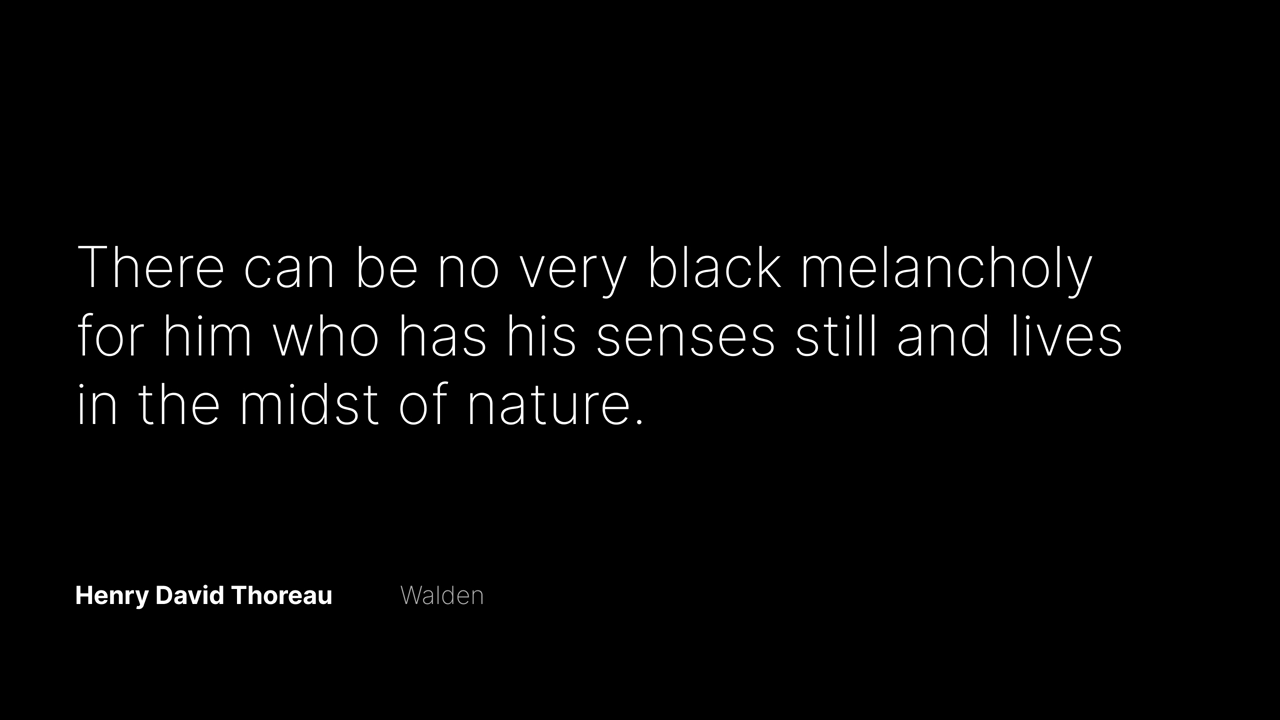 There can be no very black melancholy
for him who has his senses still and lives
in the midst of nature.
Henry David Thoreau Walden